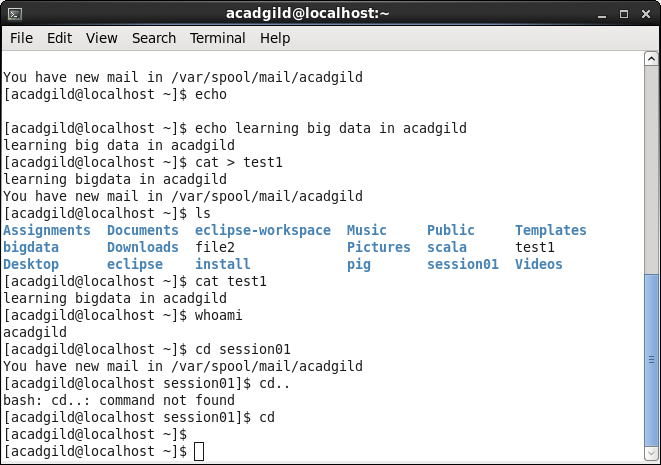 acadgild@localhost:~
File Edit View Search Terminal Help
You have new mail in /var/spool/mail/acadgild
[acadgild@localhost ~]$ echo
[acadgild@localhost ~]$ echo learning big data in acadgild
learning big data in acadgild
[acadgild@localhost ~]$ cat > test1
learning bigdata in acadgild
You have new mail in /var/spool/mail/acadgild
[acadgild@localhost ~]$ ls
Assignments Documents eclipse-workspace Music Public Templates
bigdata Downloads file2 Pictures scala test1
Desktop eclipse install pig session01 Videos
[acadgild@localhost ~]$ cat test1
learning bigdata in acadgild
[acadgild@localhost ~]$ whoami
acadgild
[acadgild@localhost ~]$ cd session01
You have new mail in /var/spool/mail/acadgild
[acadgild@localhost session01]$ cd..
bash: cd..: command not found
[acadgild@localhost session01]$ cd
[acadgild@localhost ~]$
[acadgild@localhost ~]$